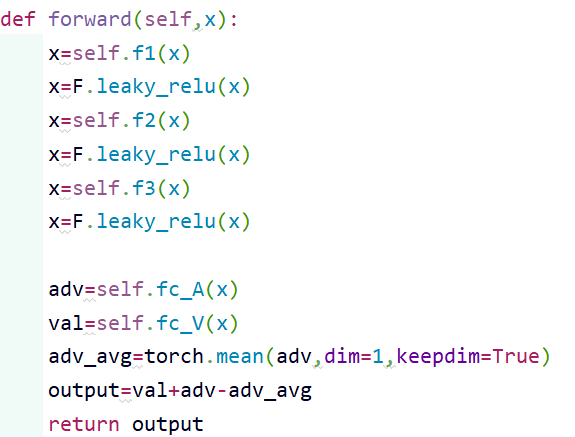 def forward(self,x):
x=self.f1(x)
x=F.leaky_relu(x)
x=self.f2(x)
x=F.leaky_relu(x)
x=self.f3(x)
x=F.leaky_relu(x)
adv=self.fc_A(x)
val=self.fc_V(x)
adv_avg=torch.mean(adv,dim=1,keepdim=True)
output=val+adv-adv_avg
return output